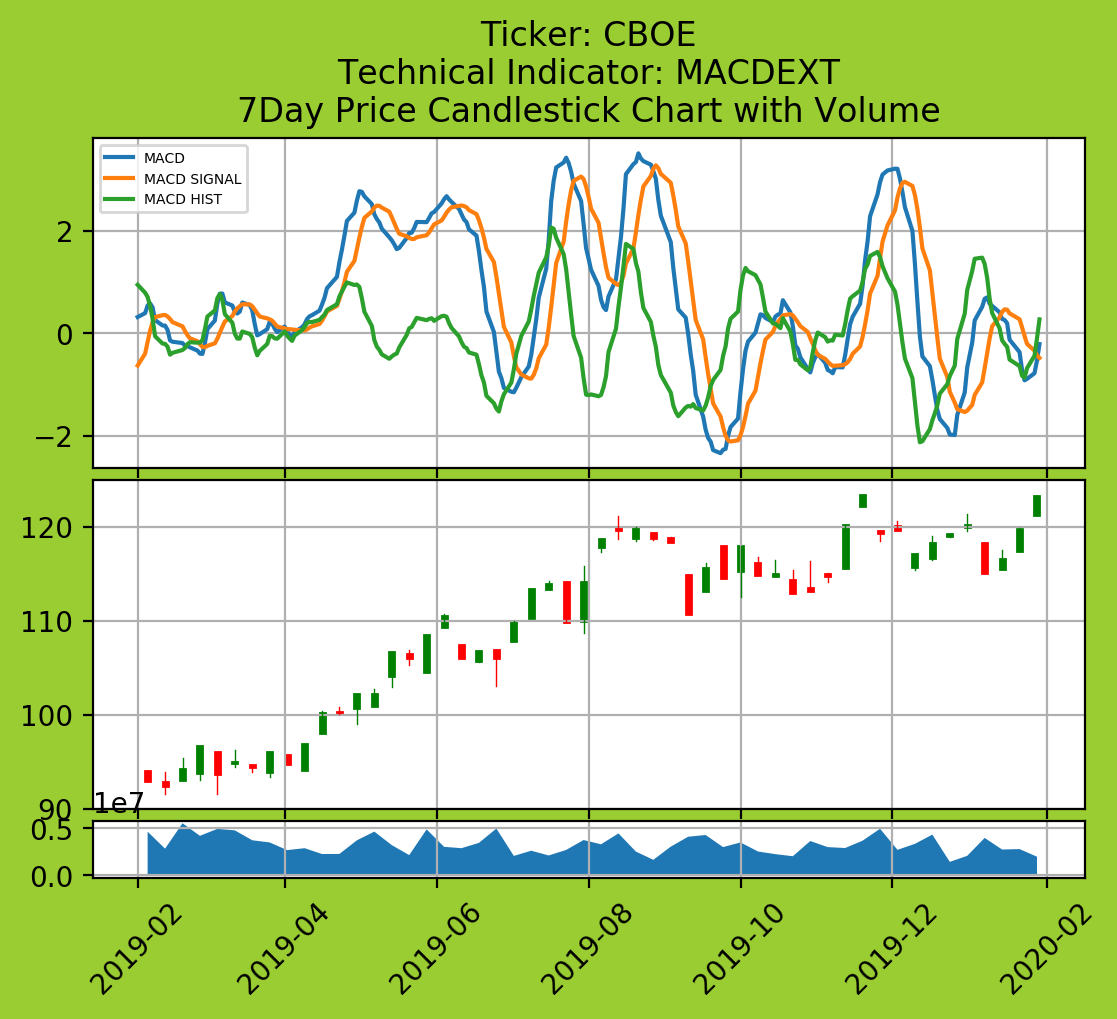 Ticker: CBOE
Technical Indicator: MACDEXT
7Day Price Candlestick Chart with Volume
MACD
MACD SIGNAL
MACD HIST
2
0
−2
120
110
100
90
1e7
0.5
0.0
2019-02
2019-04
2019-06
2019-08
2019-10
2019-12
2020-02